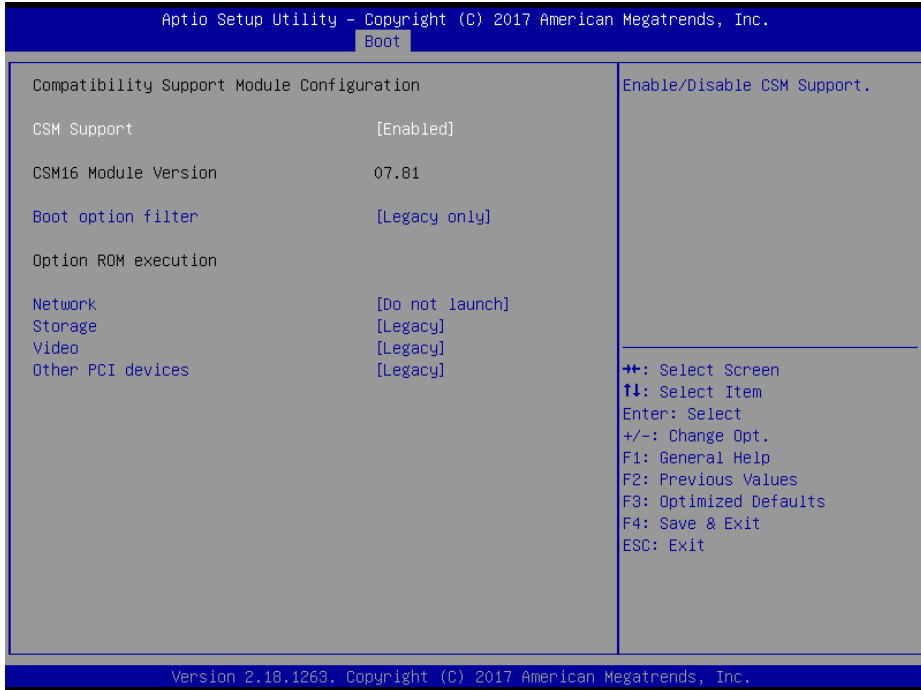 Aptio Setup Utility – Copyright (C) 2017 American Megatrends, Inc.
Boot
Compatibility Support Module Configuration
CSM Support [Enabled]
CSM16 Module Version 07.81
Boot option filter [Legacy only]
Option ROM execution
Network [Do not launch]
Storage [Legacy]
Video [Legacy]
Other PCI devices [Legacy]
Enable/Disable CSM Support.
→←: Select Screen
↑↓: Select Item
Enter: Select
+/-: Change Opt.
F1: General Help
F2: Previous Values
F3: Optimized Defaults
F4: Save & Exit
ESC: Exit
Version 2.18.1263. Copyright (C) 2017 American Megatrends, Inc.